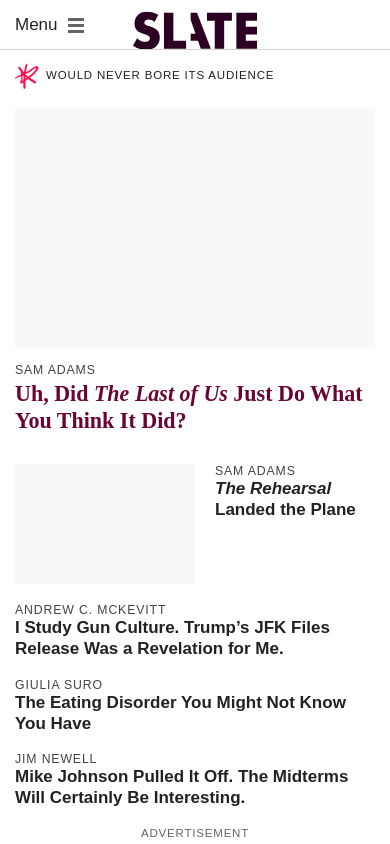 Menu
SLATE
WOULD NEVER BORE ITS AUDIENCE
SAM ADAMS
Uh, Did The Last of Us Just Do What
You Think It Did?
SAM ADAMS
The Rehearsal
Landed the Plane
ANDREW C. MCKEVITT
I Study Gun Culture. Trump’s JFK Files
Release Was a Revelation for Me.
GIULIA SURO
The Eating Disorder You Might Not Know
You Have
JIM NEWELL
Mike Johnson Pulled It Off. The Midterms
Will Certainly Be Interesting.
ADVERTISEMENT